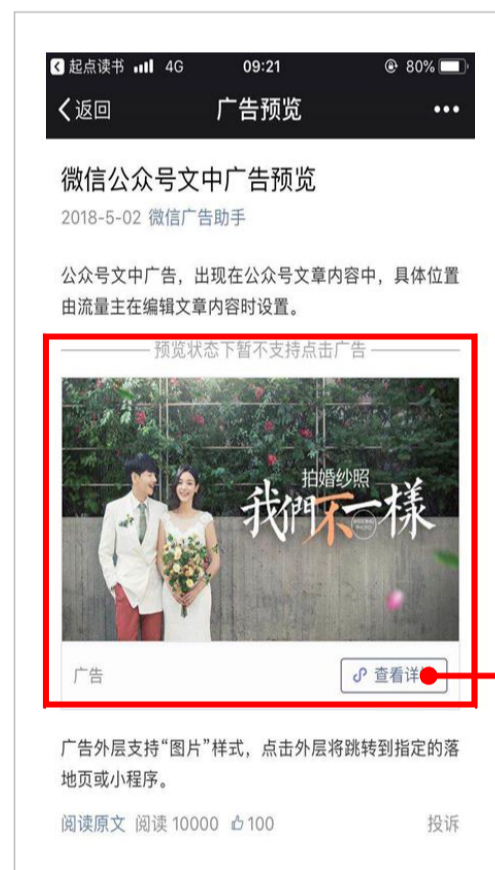 起点读书 4G 09:21 80%
返回 广告预览
微信公众号文中广告预览
2018-5-02 微信广告助手
公众号文中广告，出现在公众号文章内容中，具体位置
由流量主在编辑文章内容时设置。
预览状态下暂不支持点击广告
拍婚纱照
我們不一樣
WEDDING
PHOTO
广告 查看详
广告外层支持“图片”样式，点击外层将跳转到指定的落
地页或小程序。
阅读原文 阅读 10000 100 投诉